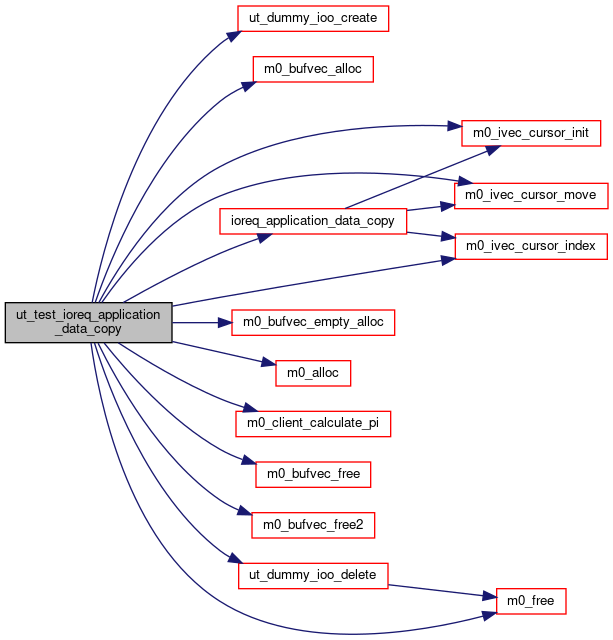 ut_dummy_ioo_create
m0_bufvec_alloc
m0_ivec_cursor_init
m0_ivec_cursor_move
ioreq_application_data_copy
m0_ivec_cursor_index
ut_test_ioreq_application
_data_copy
m0_bufvec_empty_alloc
m0_alloc
m0_client_calculate_pi
m0_bufvec_free
m0_bufvec_free2
ut_dummy_ioo_delete
m0_free